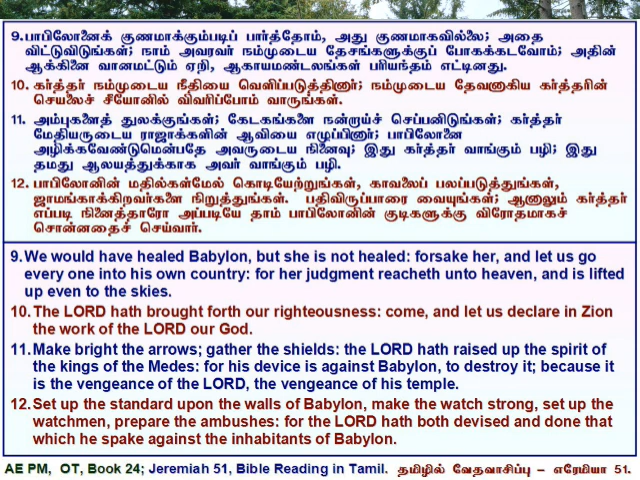 9.பாபிலோனைக் குணமாக்கும்படிப் பார்த்தோம், அது குணமாகவில்லை; அதை
விட்டுவிடுங்கள்; நாம் அவரவர் நம்முடைய தேசங்களுக்குப் போகக்கடவோம்; அதின்
ஆக்கினை வானமட்டும் ஏறி, ஆகாயமண்டலங்கள் பரியந்தம் எட்டினது.
10. கர்த்தர் நம்முடைய நீதியை வெளிப்படுத்தினார்; நம்முடைய தேவனாகிய கர்த்தரின்
செயலைச் சீயோனில் விவரிப்போம் வாருங்கள்.
11. அம்புகளைத் துலக்குங்கள்; கேடகங்களை நன்றாய்ச் செப்பனிடுங்கள்; கர்த்தர்
மேதியருடைய ராஜாக்களின் ஆவியை எழுப்பினார்; பாபிலோனை
அழிக்கவேண்டுமென்பதே அவருடைய நினைவு; இது கர்த்தர் வாங்கும் பழி; இது
தமது ஆலயத்துக்காக அவர் வாங்கும் பழி.
12. பாபிலோனின் மதில்கள்மேல் கொடியேற்றுங்கள், காவலைப் பலப்படுத்துங்கள்,
ஜாமங்காக்கிறவர்களை நிறுத்துங்கள். பதிவிருப்பாரை வையுங்கள்; ஆனாலும் கர்த்தர்
எப்படி நினைத்தாரோ அப்படியே தாம் பாபிலோனின் குடிகளுக்கு விரோதமாகச்
சொன்னதைச் செய்வார்.
9. We would have healed Babylon, but she is not healed: forsake her, and let us go
every one into his own country: for her judgment reacheth unto heaven, and is lifted
up even to the skies.
10. The LORD hath brought forth our righteousness: come, and let us declare in Zion
the work of the LORD our God.
11. Make bright the arrows; gather the shields: the LORD hath raised up the spirit of
the kings of the Medes: for his device is against Babylon, to destroy it; because it
is the vengeance of the LORD, the vengeance of his temple.
12. Set up the standard upon the walls of Babylon, make the watch strong, set up the
watchmen, prepare the ambushes: for the LORD hath both devised and done that
which he spake against the inhabitants of Babylon.
AE PM, OT, Book 24; Jeremiah 51, Bible Reading in Tamil. தமிழில் வேதவாசிப்பு – எரேமியா 51.